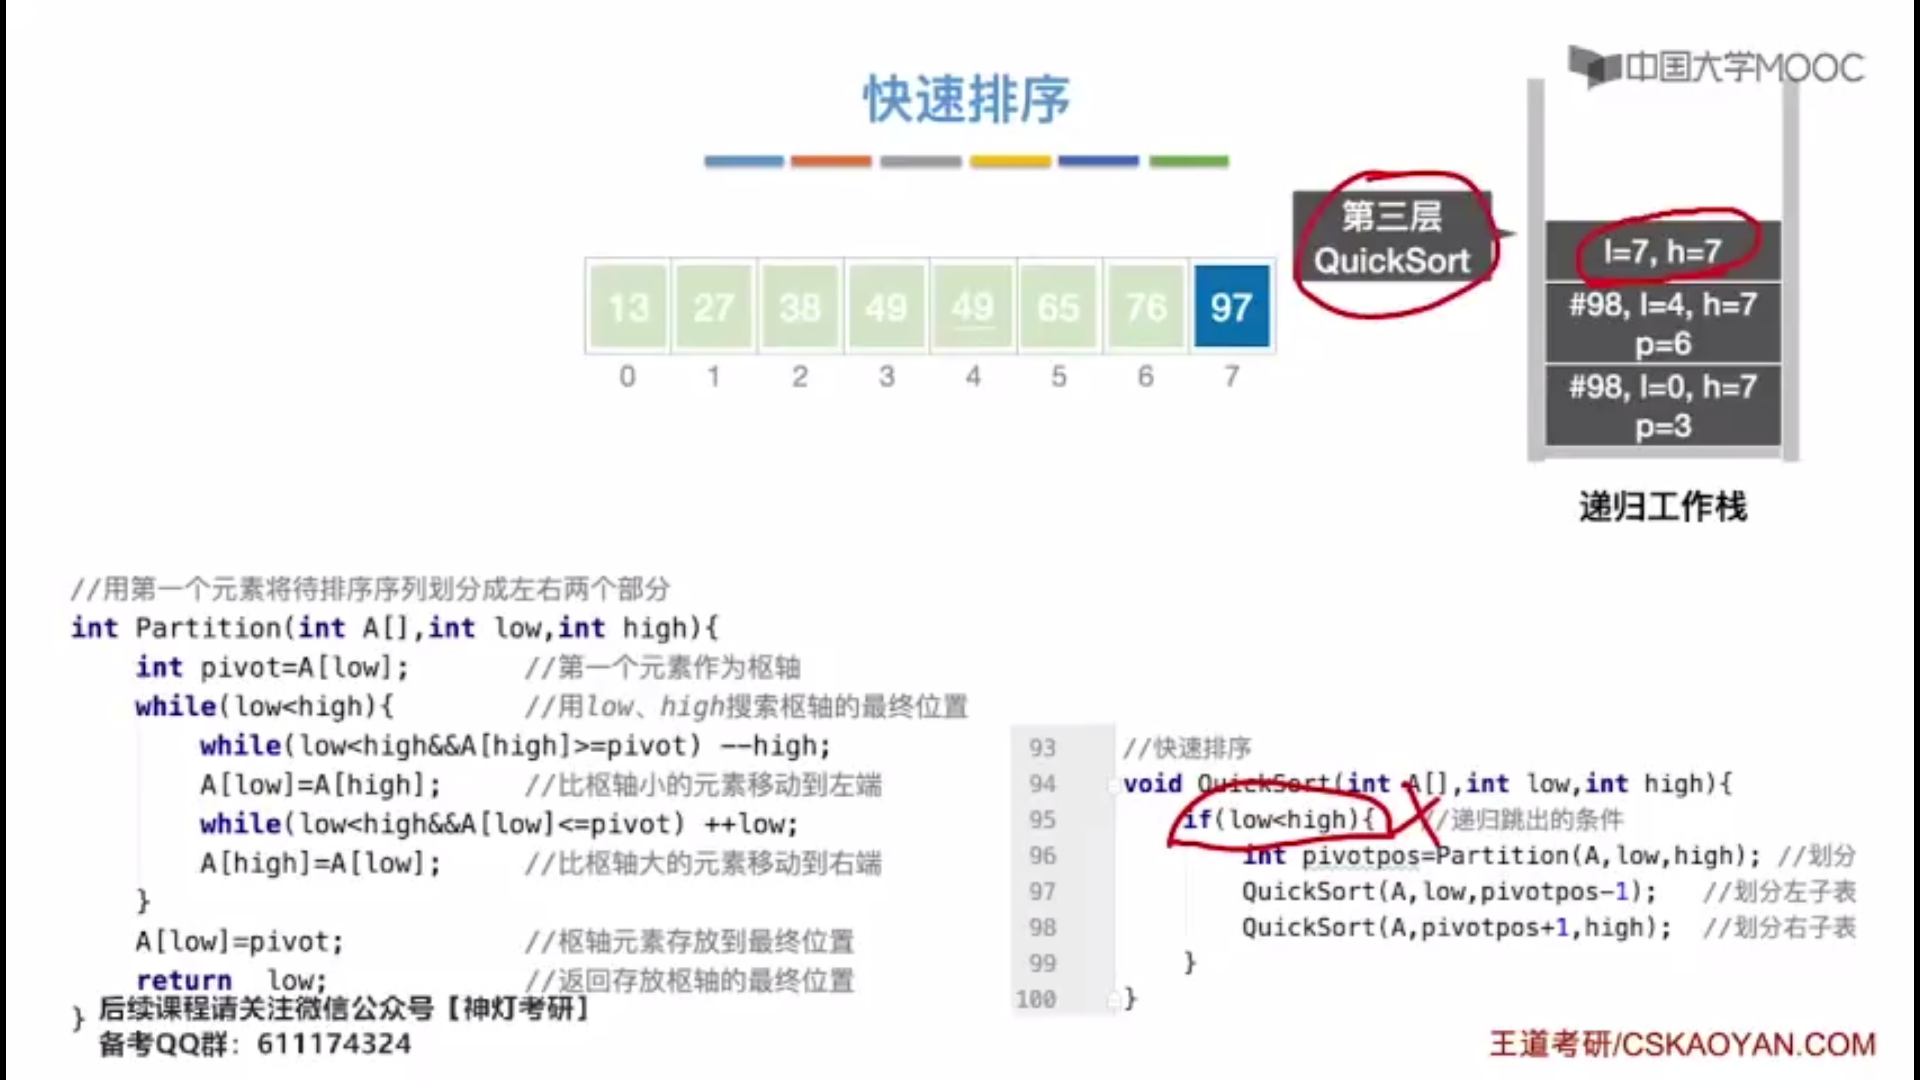 中国大学MOOC
快速排序
第三层
QuickSort
l=7, h=7
#98, l=4, h=7
p=6
#98, l=0, h=7
p=3
递归工作栈
13 27 38 49 49 65 76 97
0 1 2 3 4 5 6 7
//用第一个元素将待排序序列划分成左右两个部分
int Partition(int A[],int low,int high){
int pivot=A[low]; //第一个元素作为枢轴
while(low<high){ //用low、high搜索枢轴的最终位置
while(low<high&&A[high]>=pivot) --high;
A[low]=A[high]; //比枢轴小的元素移动到左端
while(low<high&&A[low]<=pivot) ++low;
A[high]=A[low]; //比枢轴大的元素移动到右端
}
A[low]=pivot; //枢轴元素存放到最终位置
return low; //返回存放枢轴的最终位置
}
后续课程请关注微信公众号【神灯考研】
备考QQ群：611174324
93 //快速排序
94 void QuickSort(int A[],int low,int high){
95 if(low<high){ //递归跳出的条件
96 int pivotpos=Partition(A,low,high); //划分
97 QuickSort(A,low,pivotpos-1); //划分左子表
98 QuickSort(A,pivotpos+1,high); //划分右子表
99 }
100 }
王道考研/CSKAOYAN.COM